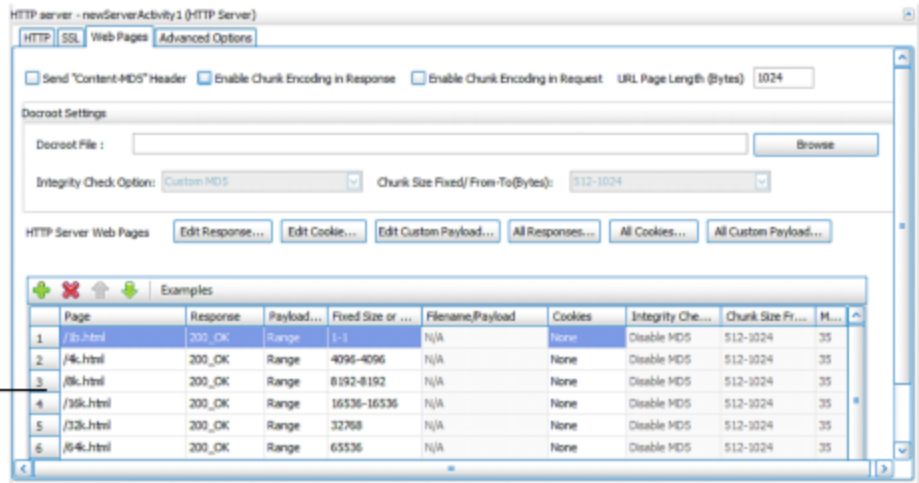 HTTP server - newServerActivity1 (HTTP Server)
HTTP SSL Web Pages Advanced Options
Send "Content-MD5" Header Enable Chunk Encoding in Response Enable Chunk Encoding in Request URL Page Length (Bytes) 1024
Docroot Settings
Docroot File : Browse
Integrity Check Option: Custom MD5 Chunk Size Fixed/ From-To(Bytes): 512-1024
HTTP Server Web Pages Edit Response... Edit Cookie... Edit Custom Payload... All Responses... All Cookies... All Custom Payload...
Examples
Page Response Payload... Fixed Size or ... Filename/Payload Cookies Integrity Che... Chunk Size Fr... M...
1 /1b.html 200_OK Range 1-1 N/A None Disable MD5 512-1024 35
2 /4k.html 200_OK Range 4096-4096 N/A None Disable MD5 512-1024 35
3 /8k.html 200_OK Range 8192-8192 N/A None Disable MD5 512-1024 35
4 /16k.html 200_OK Range 16536-16536 N/A None Disable MD5 512-1024 35
5 /32k.html 200_OK Range 32768 N/A None Disable MD5 512-1024 35
6 /64k.html 200_OK Range 65536 N/A None Disable MD5 512-1024 35